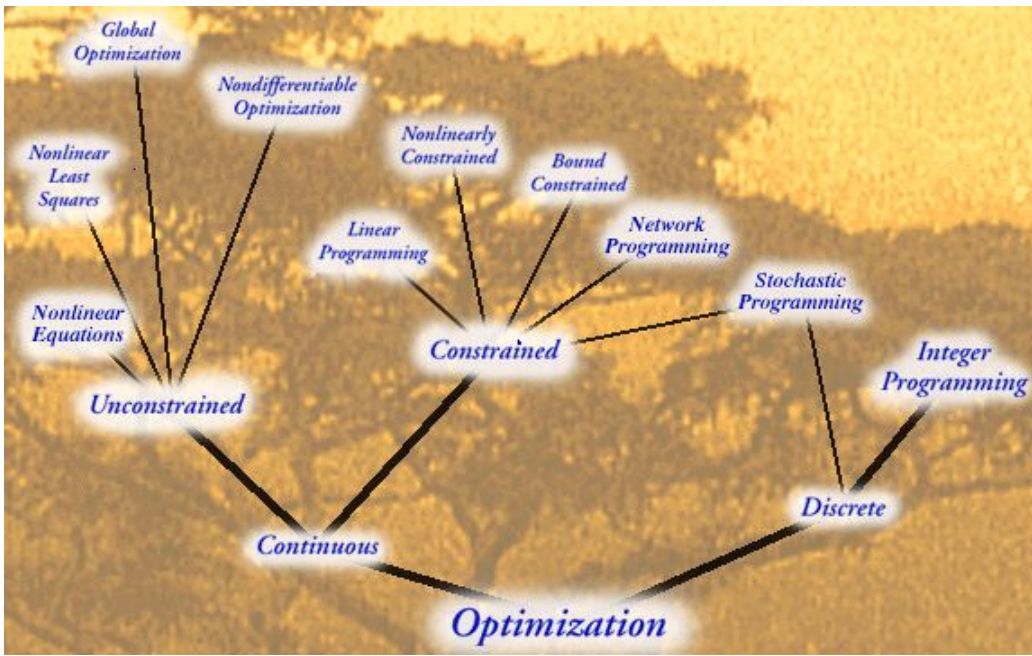 Global
Optimization
Nondifferentiable
Optimization
Nonlinearly
Constrained
Nonlinear
Least
Squares
Bound
Constrained
Linear
Programming
Network
Programming
Stochastic
Programming
Nonlinear
Equations
Constrained
Integer
Programming
Unconstrained
Discrete
Continuous
Optimization